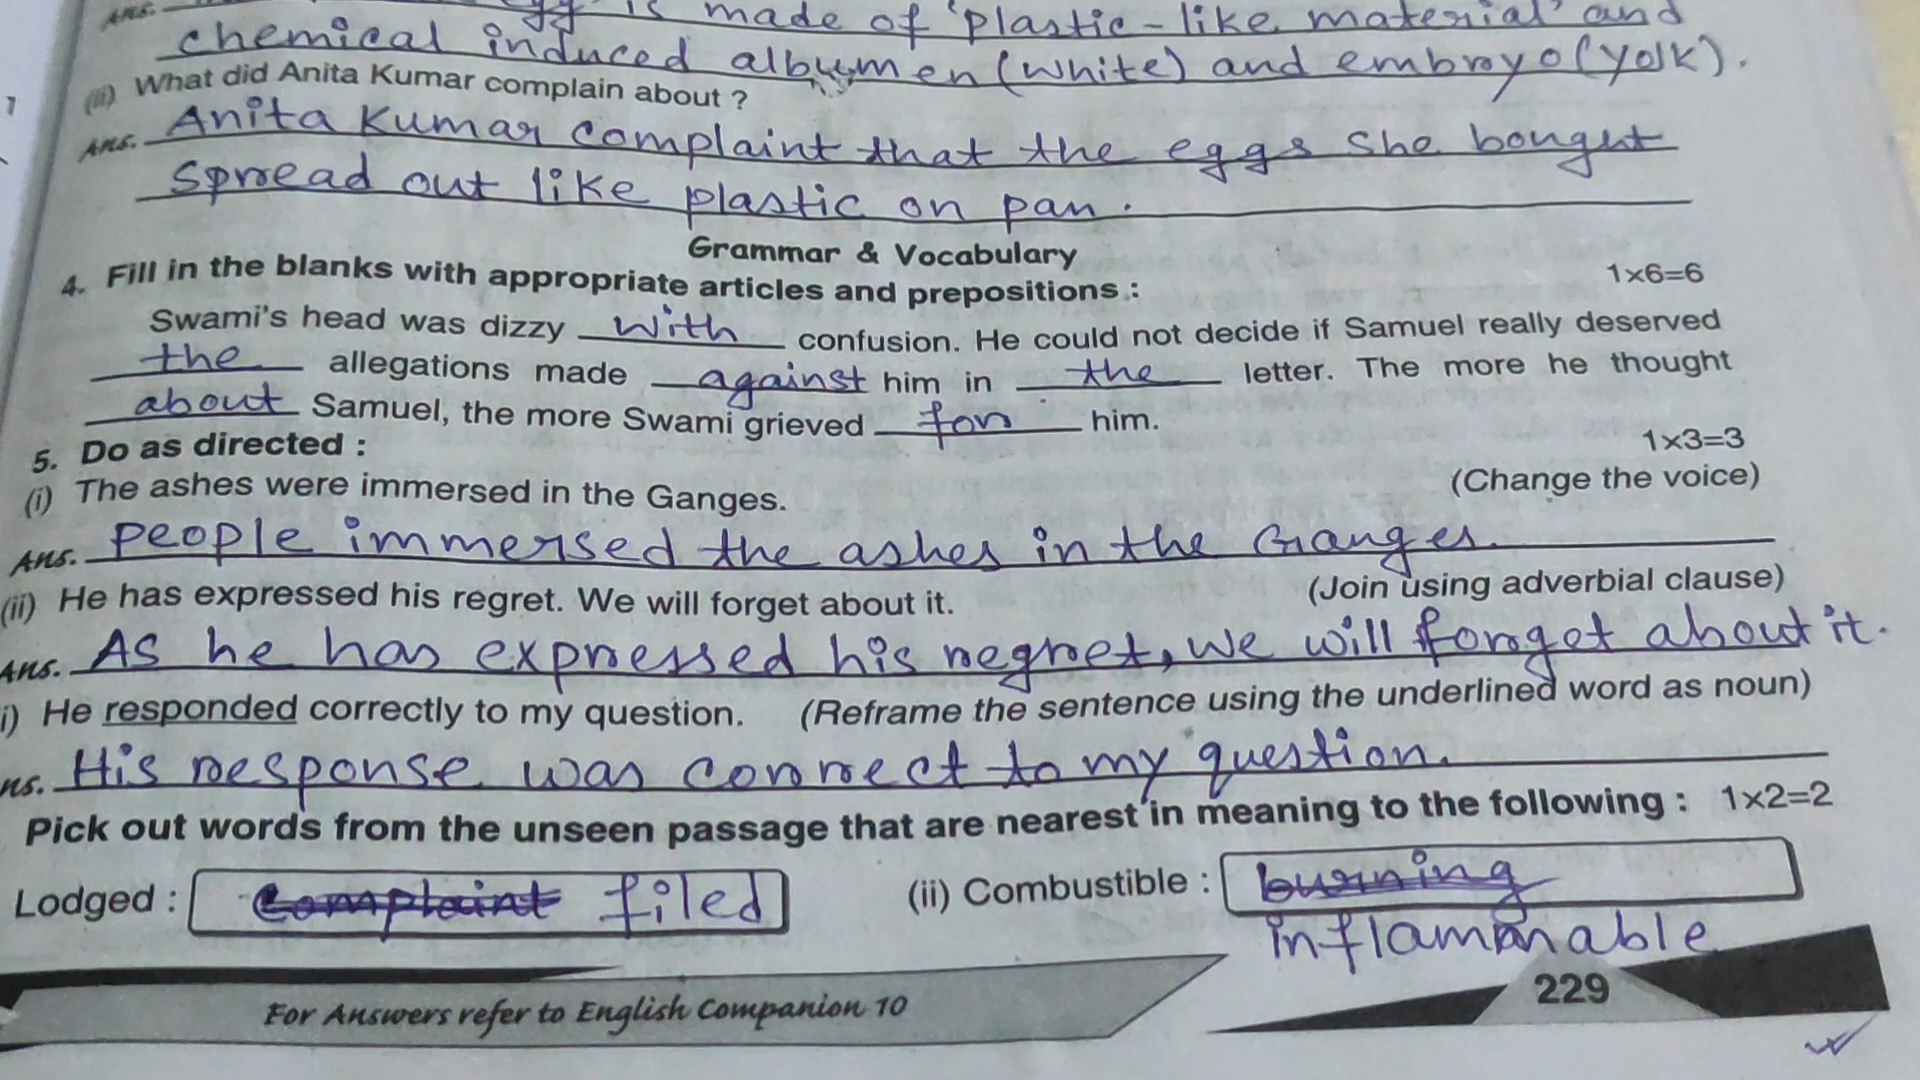 Ans. egg is made of 'plastic-like material' and
chemical induced albumen (white) and embroyo (yolk).
(ii) What did Anita Kumar complain about ?
Ans. Anita Kumar complaint that the eggs she bought
spread out like plastic on pan.
Grammar & Vocabulary
4. Fill in the blanks with appropriate articles and prepositions : 1x6=6
Swami's head was dizzy with confusion. He could not decide if Samuel really deserved
the allegations made against him in the letter. The more he thought
about Samuel, the more Swami grieved for him.
5. Do as directed : 1x3=3
(i) The ashes were immersed in the Ganges. (Change the voice)
Ans. People immersed the ashes in the Ganges.
(ii) He has expressed his regret. We will forget about it. (Join using adverbial clause)
Ans. As he has expressed his regret, we will forget about it.
i) He responded correctly to my question. (Reframe the sentence using the underlined word as noun)
ns. His response was correct to my question.
Pick out words from the unseen passage that are nearest in meaning to the following : 1x2=2
Lodged : complaint filed (ii) Combustible : burning
inflammable
For Answers refer to English Companion 10 229